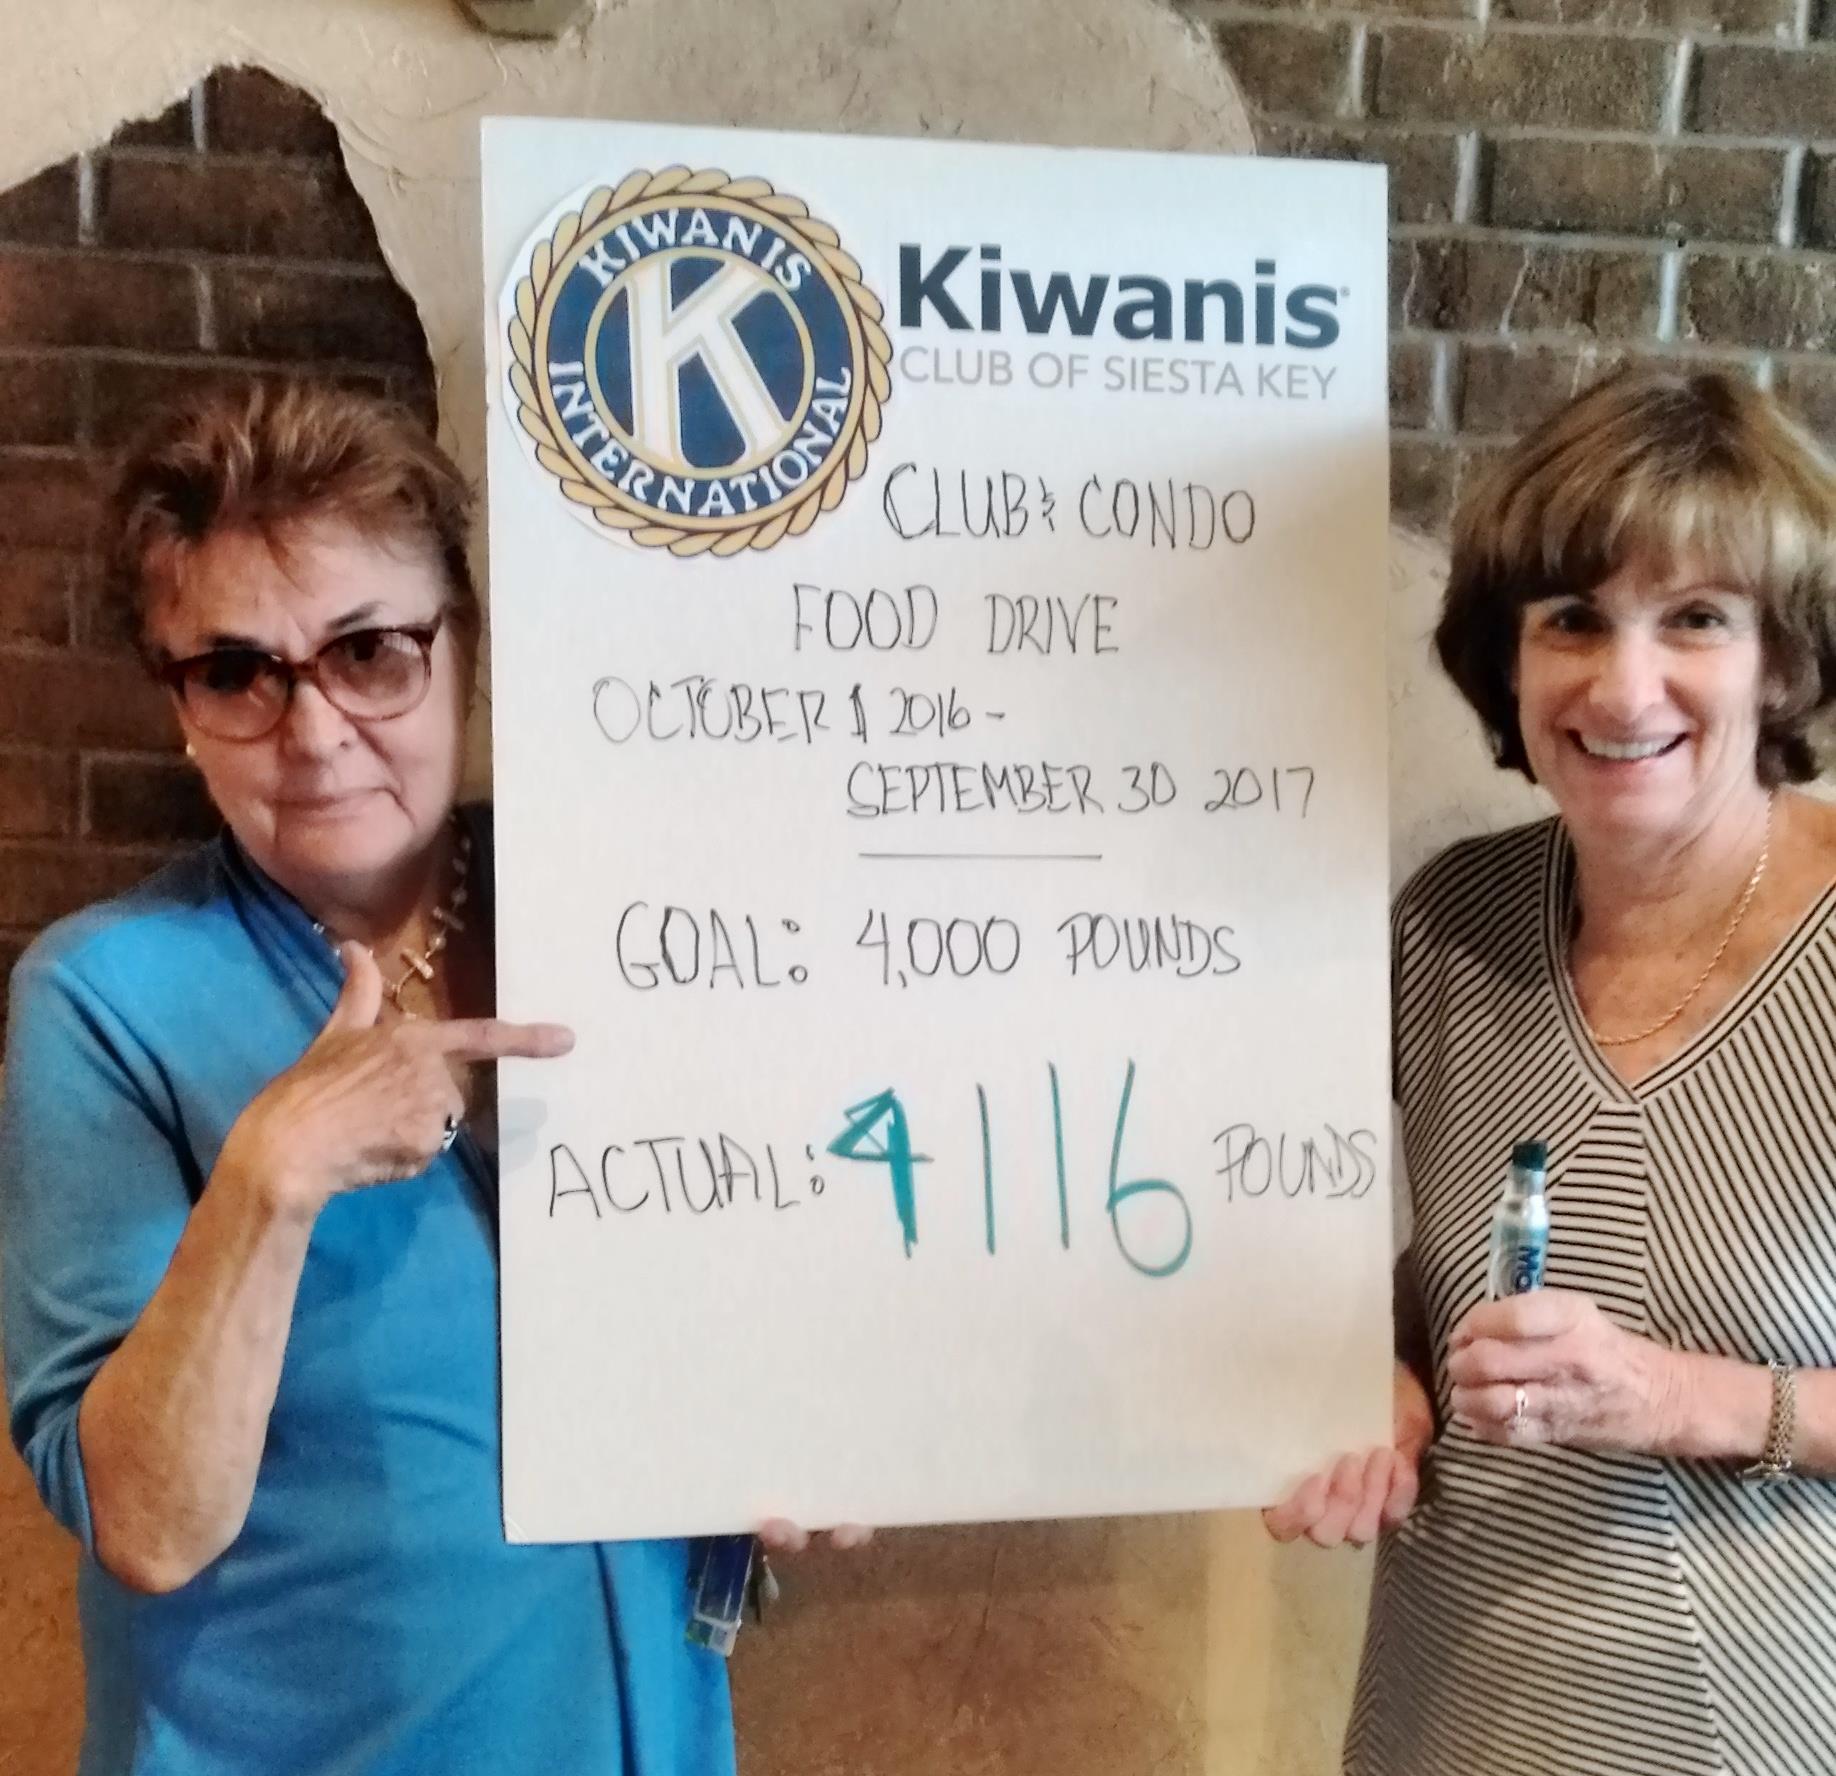 KIWANIS
K
INTERNATIONAL
Kiwanis
CLUB OF SIESTA KEY
CLUB & CONDO
FOOD DRIVE
OCTOBER 1 2016 -
SEPTEMBER 30 2017
GOAL: 4,000 POUNDS
ACTUAL: 4116 POUNDS